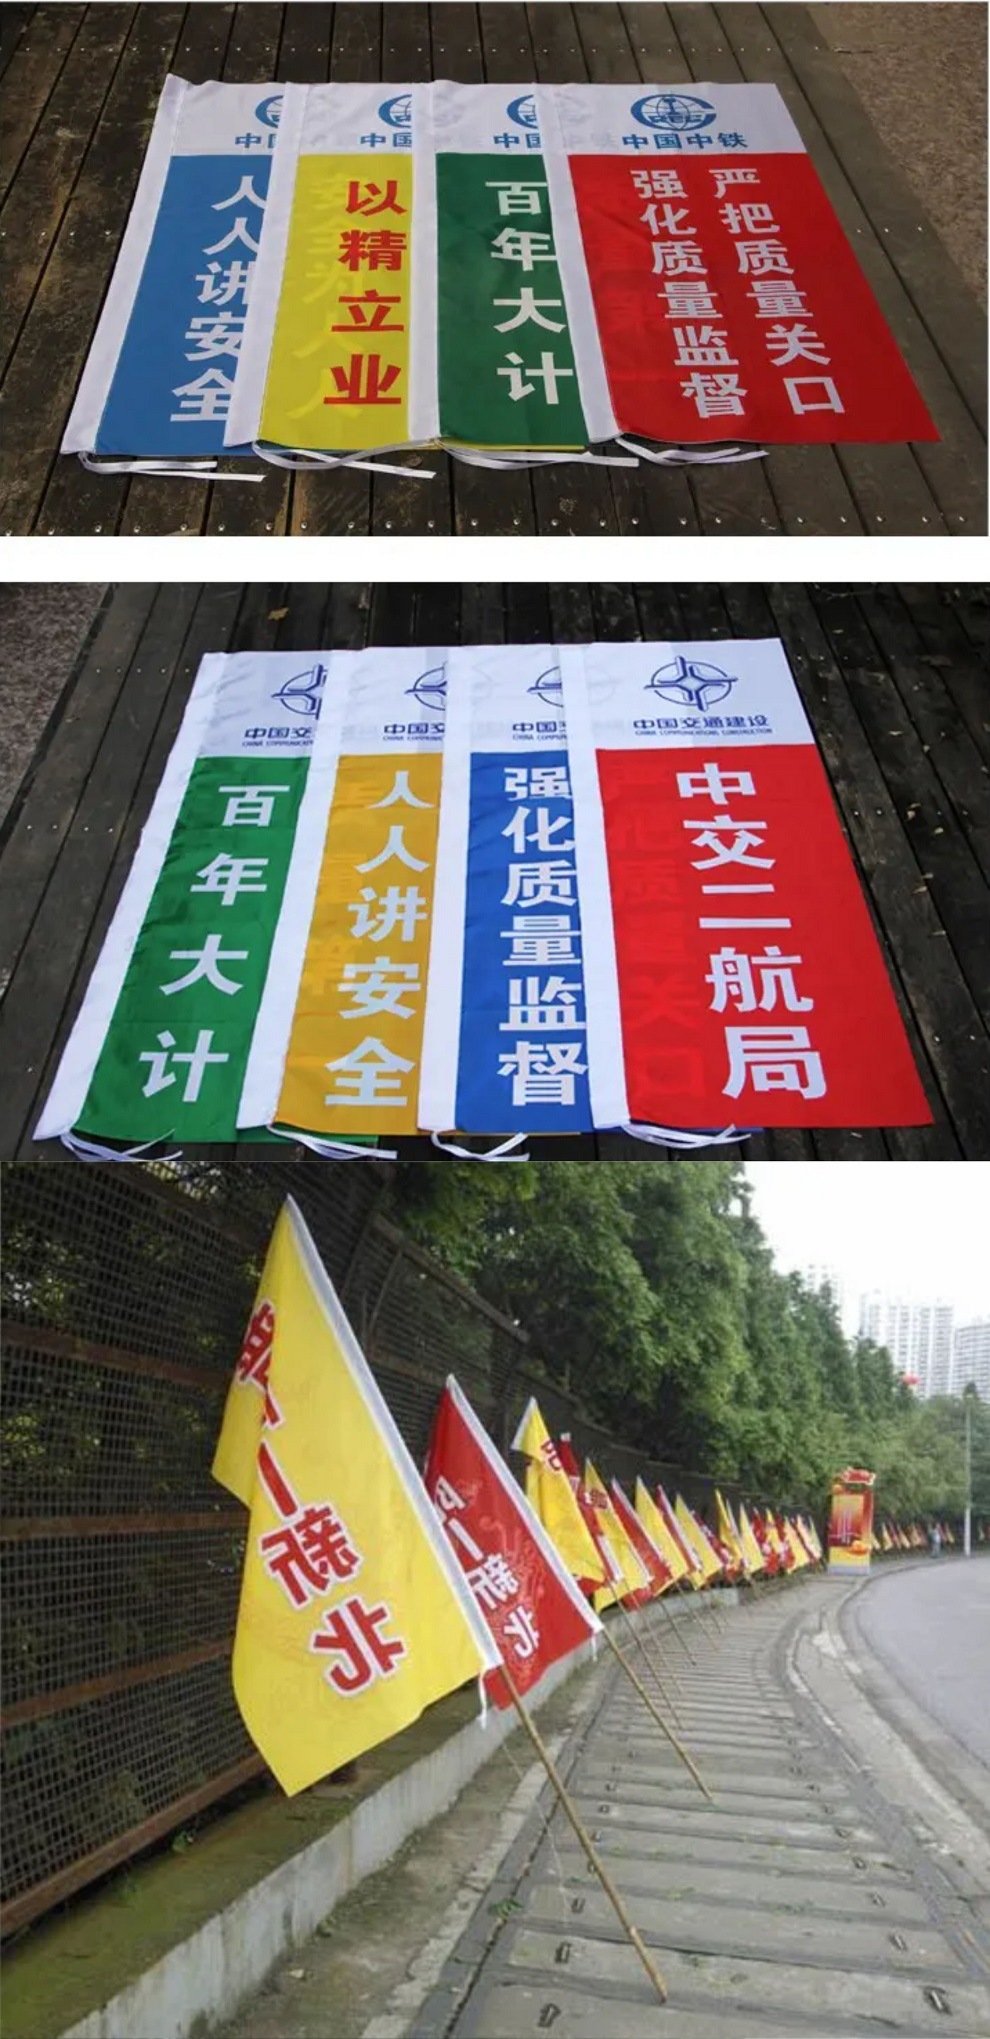 中国
人人讲安全
中国
以精立业
中国
百年大计
中国中铁
严把质量关口
强化质量监督
中国交
百年大计
中国交
人人讲安全
中国
强化质量监督
中国交通建设
CHINA COMMUNICATIONS CONSTRUCTION
中交二航局
一新北
一新北